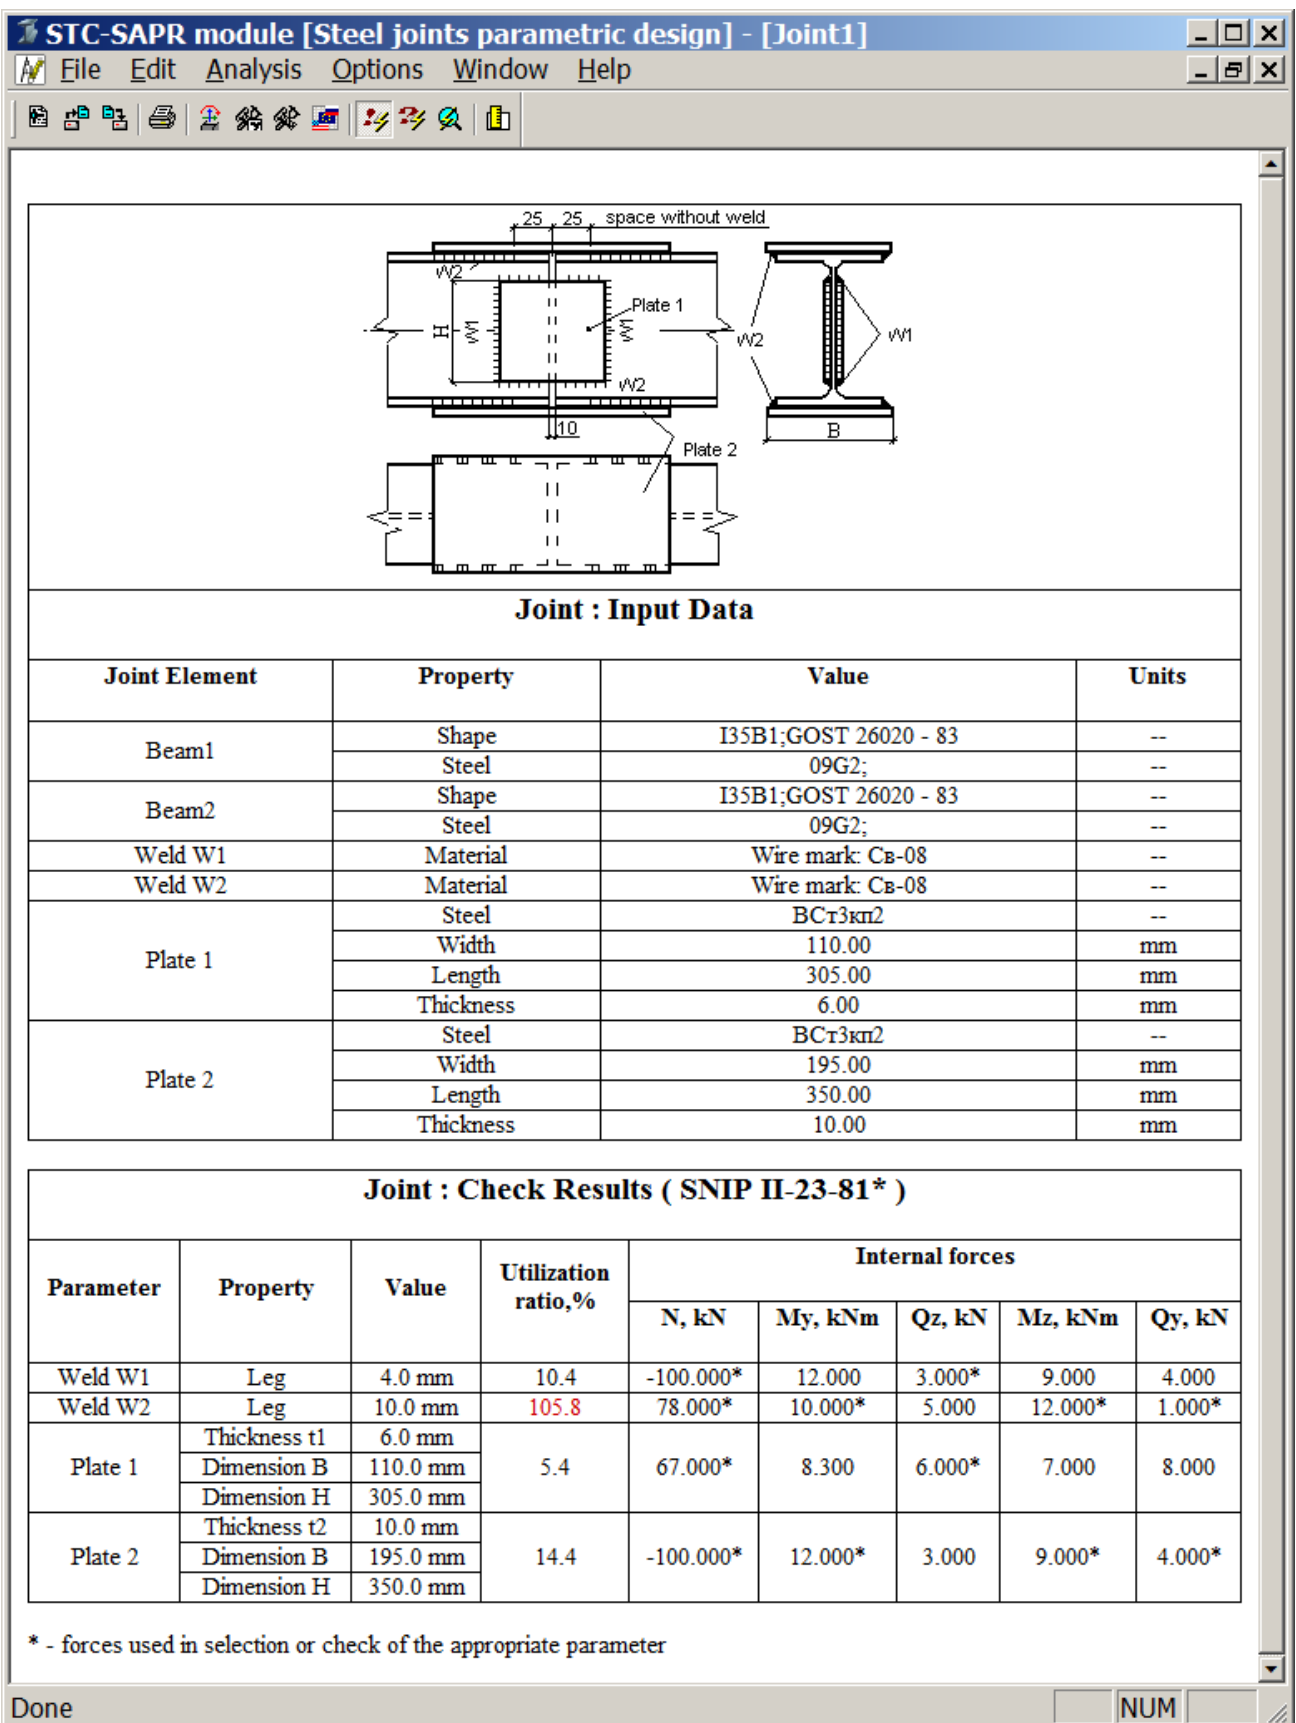 STC-SAPR module [Steel joints parametric design] - [Joint1]
File Edit Analysis Options Window Help
25 25 space without weld
W2
Plate 1
H W1 W1
W2 W1
W2
10 B
Plate 2
Joint : Input Data
Joint Element Property Value Units
Beam1 Shape I35B1;GOST 26020 - 83 --
Steel 09G2; --
Beam2 Shape I35B1;GOST 26020 - 83 --
Steel 09G2; --
Weld W1 Material Wire mark: Св-08 --
Weld W2 Material Wire mark: Св-08 --
Plate 1 Steel ВСт3кп2 --
Width 110.00 mm
Length 305.00 mm
Thickness 6.00 mm
Plate 2 Steel ВСт3кп2 --
Width 195.00 mm
Length 350.00 mm
Thickness 10.00 mm
Joint : Check Results ( SNIP II-23-81* )
Parameter Property Value Utilization ratio,% Internal forces
N, kN My, kNm Qz, kN Mz, kNm Qy, kN
Weld W1 Leg 4.0 mm 10.4 -100.000* 12.000 3.000* 9.000 4.000
Weld W2 Leg 10.0 mm 105.8 78.000* 10.000* 5.000 12.000* 1.000*
Thickness t1 6.0 mm
Plate 1 Dimension B 110.0 mm 5.4 67.000* 8.300 6.000* 7.000 8.000
Dimension H 305.0 mm
Thickness t2 10.0 mm
Plate 2 Dimension B 195.0 mm 14.4 -100.000* 12.000* 3.000 9.000* 4.000*
Dimension H 350.0 mm
* - forces used in selection or check of the appropriate parameter
Done NUM